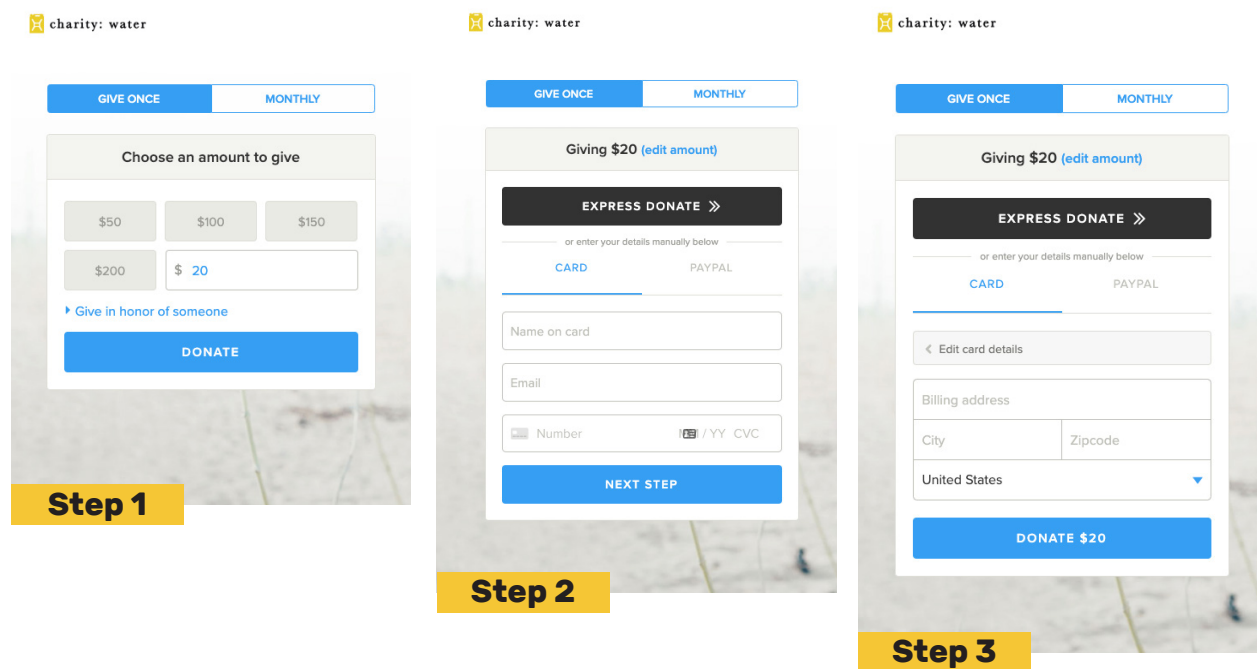 charity: water
GIVE ONCE MONTHLY
Choose an amount to give
$50 $100 $150
$200 $ 20
Give in honor of someone
DONATE
Step 1
charity: water
GIVE ONCE MONTHLY
Giving $20 (edit amount)
EXPRESS DONATE
or enter your details manually below
CARD PAYPAL
Name on card
Email
Number / YY CVC
NEXT STEP
Step 2
charity: water
GIVE ONCE MONTHLY
Giving $20 (edit amount)
EXPRESS DONATE
or enter your details manually below
CARD PAYPAL
Edit card details
Billing address
City Zipcode
United States
DONATE $20
Step 3